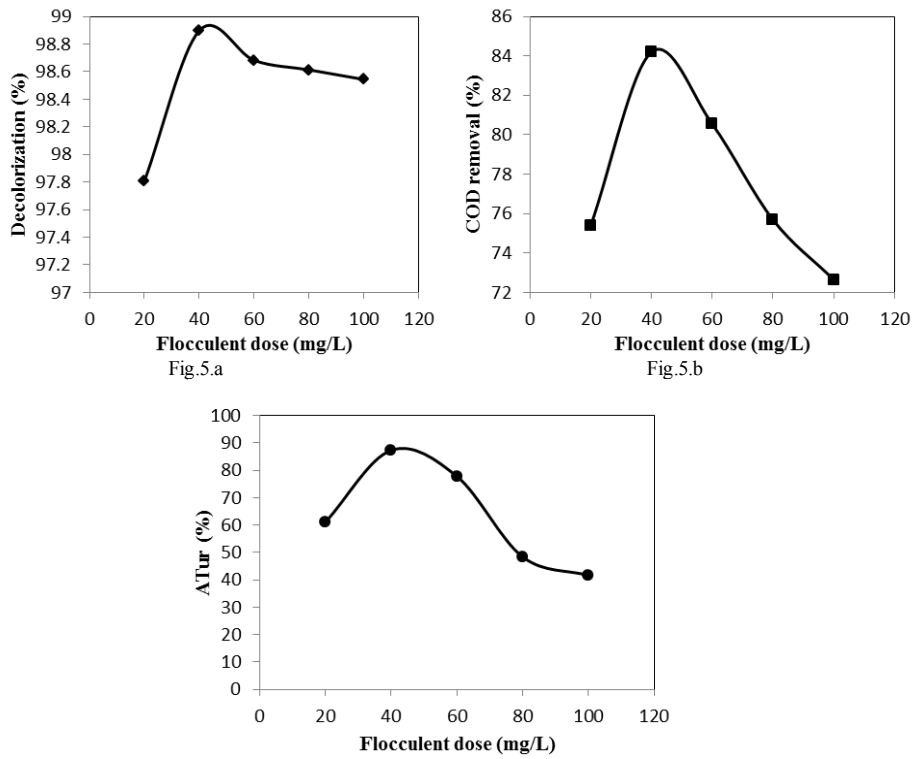 99
98.8
98.6
98.4
98.2
98
97.8
97.6
97.4
97.2
97
Decolorization (%)
0 20 40 60 80 100 120
Flocculent dose (mg/L)
Fig.5.a
86
84
82
80
78
76
74
72
COD removal (%)
0 20 40 60 80 100 120
Flocculent dose (mg/L)
Fig.5.b
100
90
80
70
60
50
40
30
20
10
0
ATur (%)
0 20 40 60 80 100 120
Flocculent dose (mg/L)